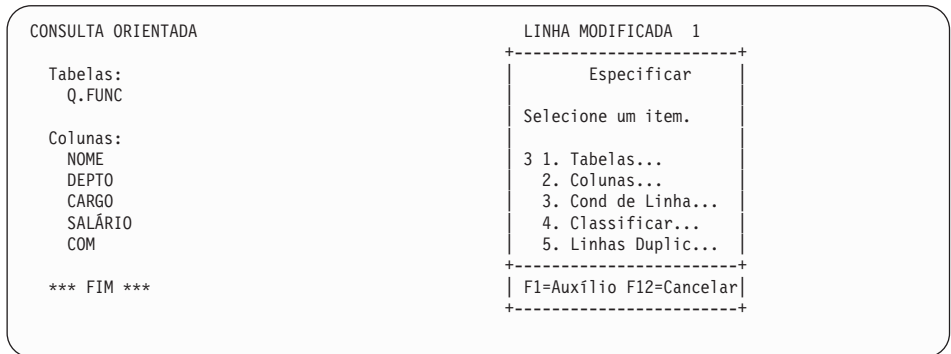 CONSULTA ORIENTADA LINHA MODIFICADA 1
Tabelas:
Q.FUNC
Colunas:
NOME
DEPTO
CARGO
SALÁRIO
COM
*** FIM ***
+------------------------+
Especificar
Selecione um item.
3 1. Tabelas...
2. Colunas...
3. Cond de Linha...
4. Classificar...
5. Linhas Duplic...
+------------------------+
F1=Auxílio F12=Cancelar
+------------------------+